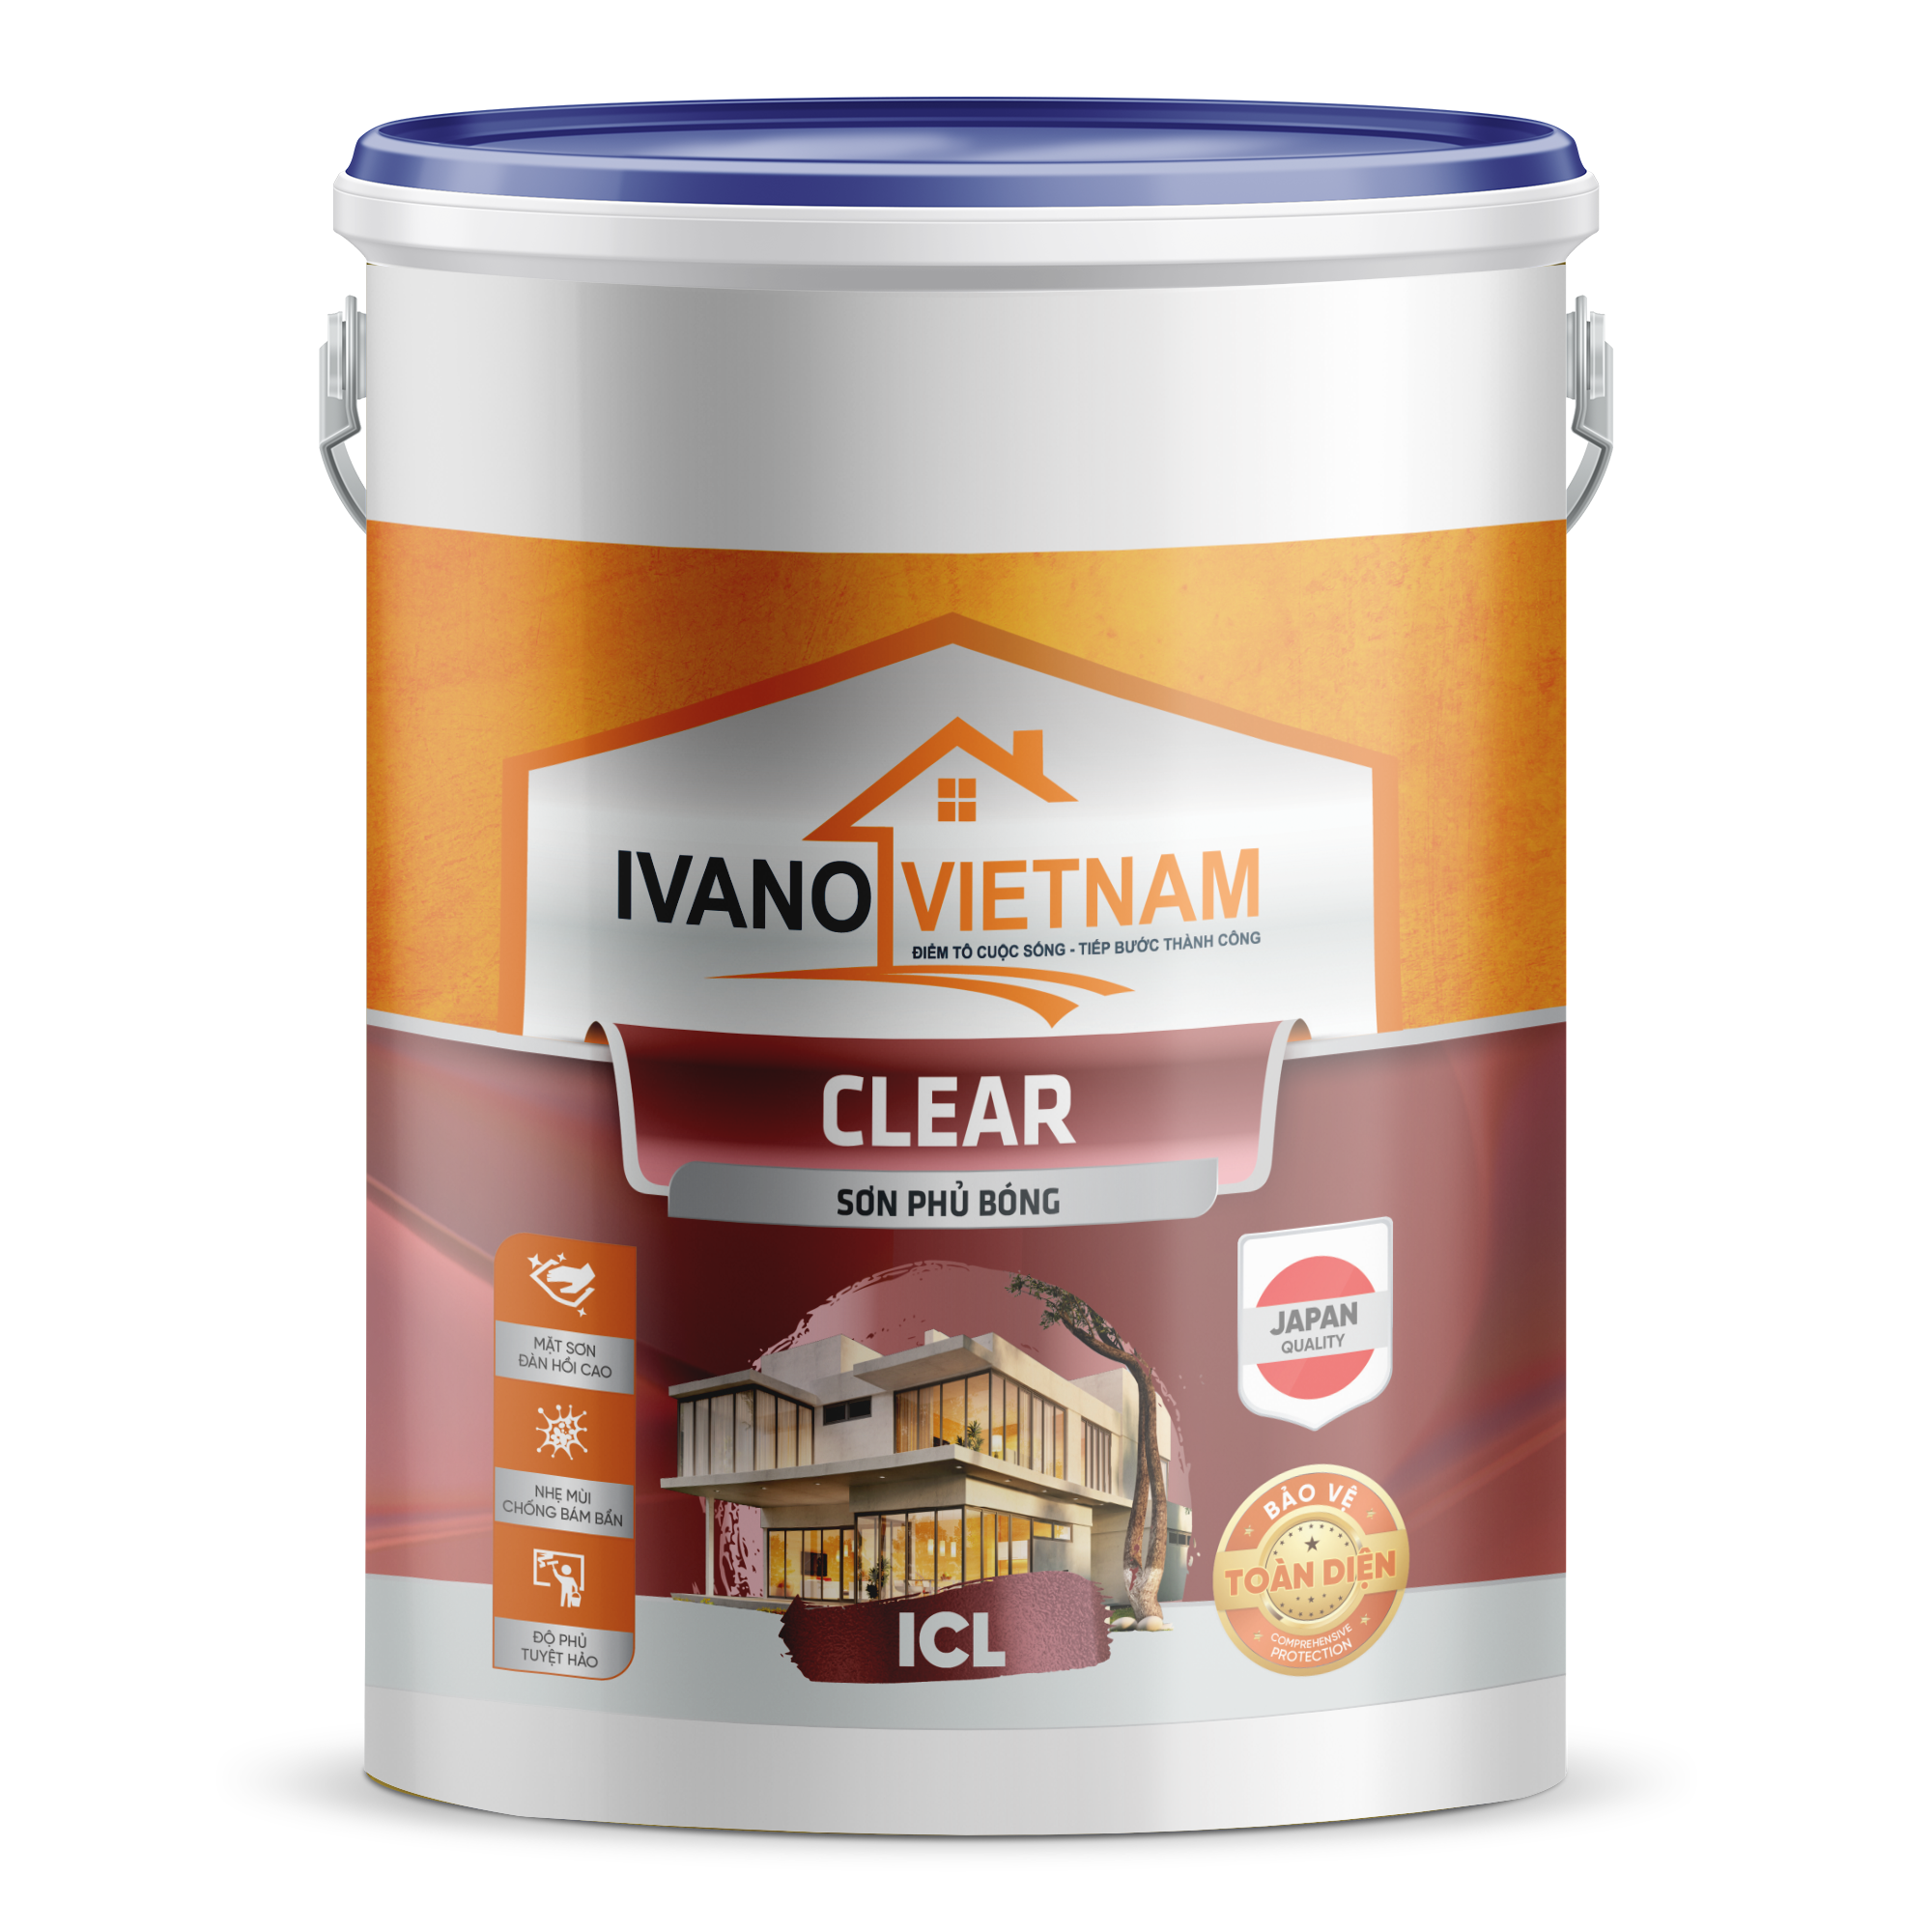 IVANO VIETNAM
ĐIỂM TÔ CUỘC SỐNG - TIẾP BƯỚC THÀNH CÔNG
CLEAR
SƠN PHỦ BÓNG
MẶT SƠN
ĐÀN HỒI CAO
NHẸ MÙI
CHỐNG BÁM BẨN
ĐỘ PHỦ
TUYỆT HẢO
JAPAN
QUALITY
BẢO VỆ
TOÀN DIỆN
COMPREHENSIVE
PROTECTION
ICL